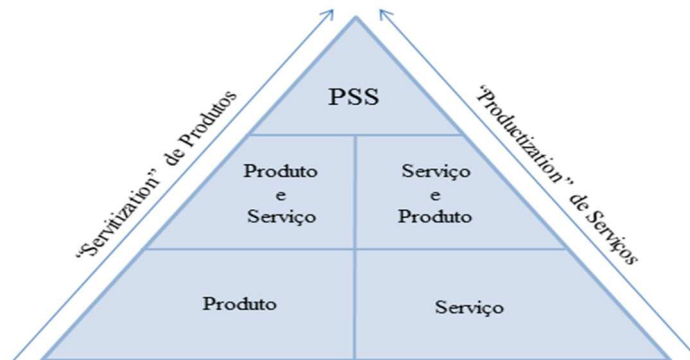 PSS
"Servitization" de Produtos
"Productization" de Serviços
Produto
e
Serviço
Serviço
e
Produto
Produto
Serviço